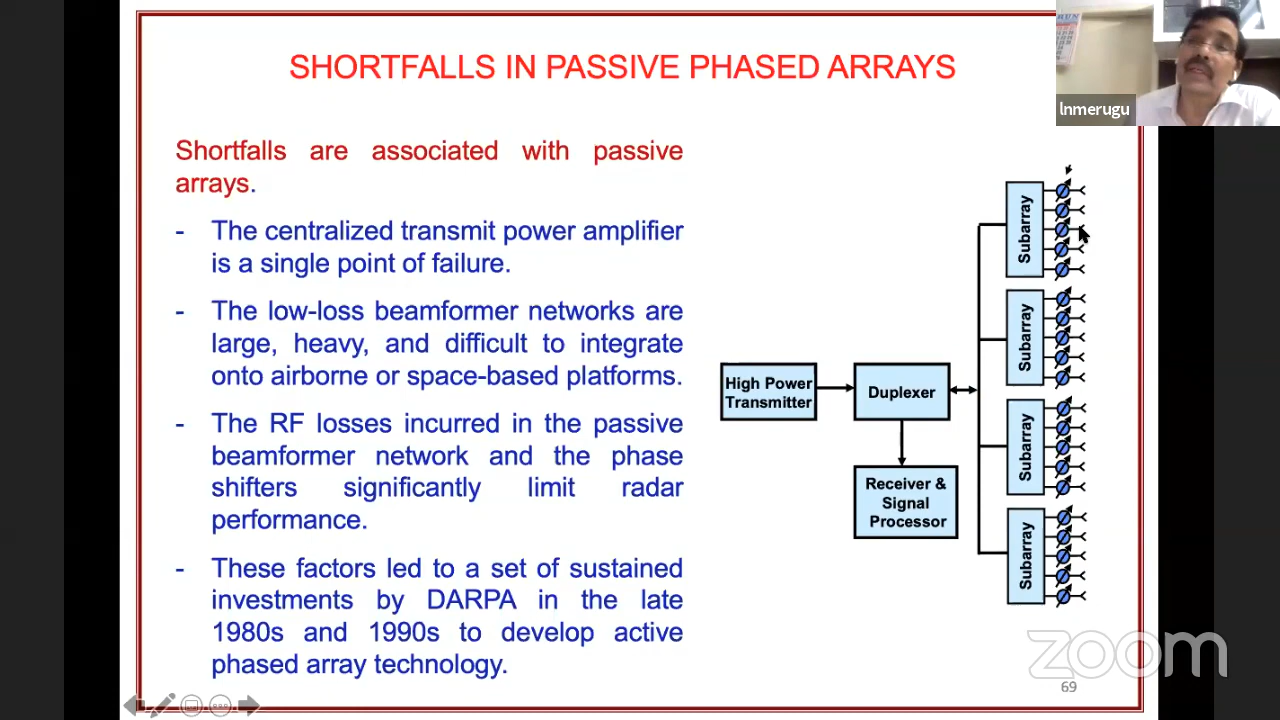 SHORTFALLS IN PASSIVE PHASED ARRAYS
lnmerugu
Shortfalls are associated with passive
arrays.
- The centralized transmit power amplifier
is a single point of failure.
- The low-loss beamformer networks are
large, heavy, and difficult to integrate
onto airborne or space-based platforms.
- The RF losses incurred in the passive
beamformer network and the phase
shifters significantly limit radar
performance.
- These factors led to a set of sustained
investments by DARPA in the late
1980s and 1990s to develop active
phased array technology.
High Power
Transmitter
Duplexer
Receiver &
Signal
Processor
Subarray
Subarray
Subarray
Subarray
zoom
69